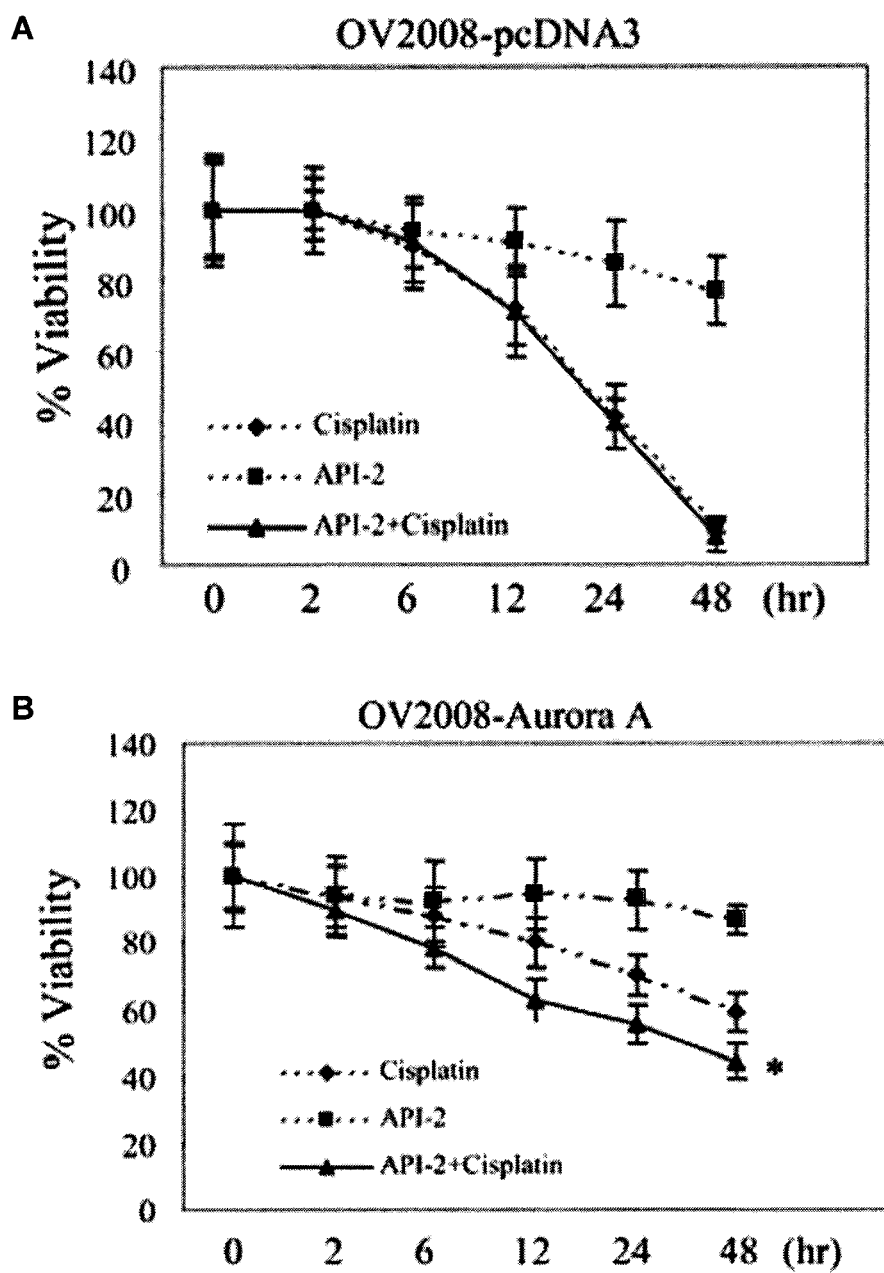 A
OV2008-pcDNA3
140
120
100
80
60
40
20
0
% Viability
Cisplatin
API-2
API-2+Cisplatin
0 2 6 12 24 48 (hr)
B
OV2008-Aurora A
140
120
100
80
60
40
20
0
% Viability
Cisplatin
API-2
API-2+Cisplatin
*
0 2 6 12 24 48 (hr)